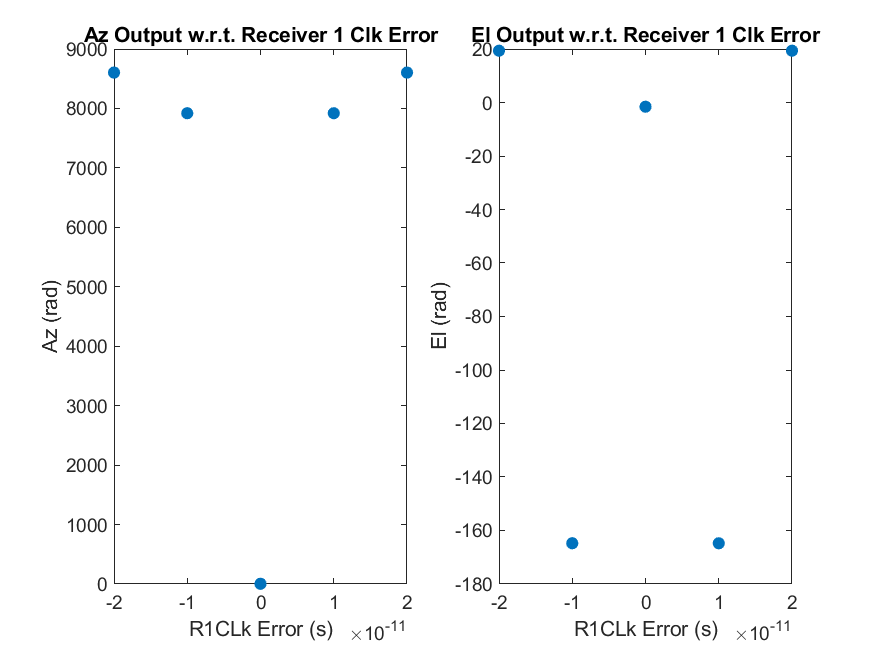 Az Output w.r.t. Receiver 1 Clk Error
9000
8000
7000
6000
5000
4000
3000
2000
1000
0
Az (rad)
-2 -1 0 1 2
R1CLk Error (s) ×10-11
El Output w.r.t. Receiver 1 Clk Error
20
0
-20
-40
-60
-80
-100
-120
-140
-160
-180
El (rad)
-2 -1 0 1 2
R1CLk Error (s) ×10-11